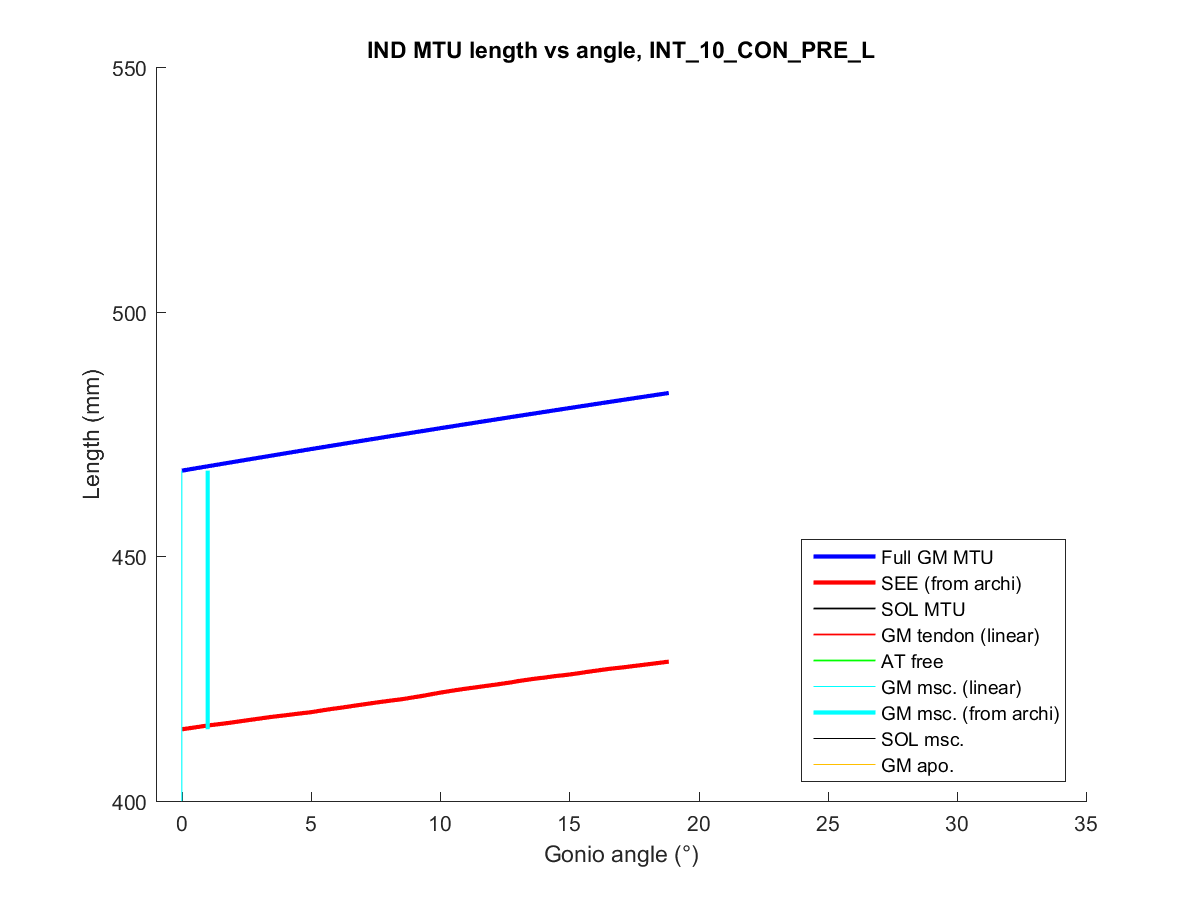 IND MTU length vs angle, INT_10_CON_PRE_L
550
500
450
400
Length (mm)
0 5 10 15 20 25 30 35
Gonio angle (°)
Full GM MTU
SEE (from archi)
SOL MTU
GM tendon (linear)
AT free
GM msc. (linear)
GM msc. (from archi)
SOL msc.
GM apo.